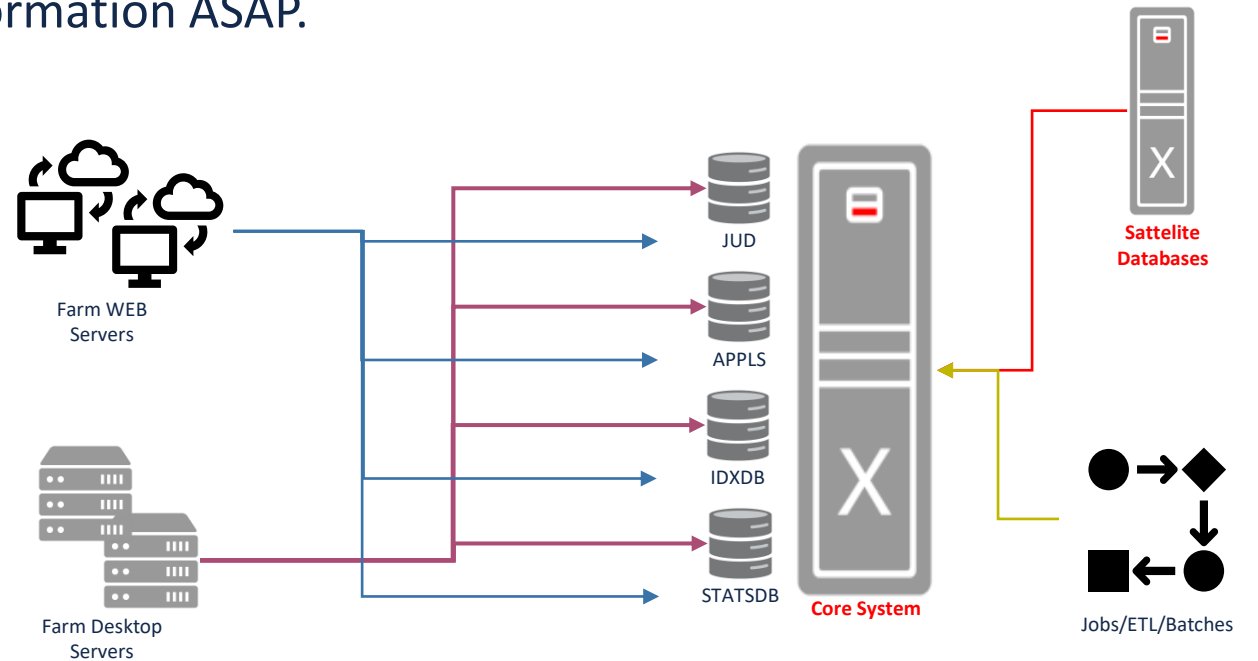 ormation ASAP.
X
Sattelite
Databases
JUD
Farm WEB
Servers
APPLS
X
IDXDB
STATSDB
Core System
Farm Desktop
Servers
Jobs/ETL/Batches